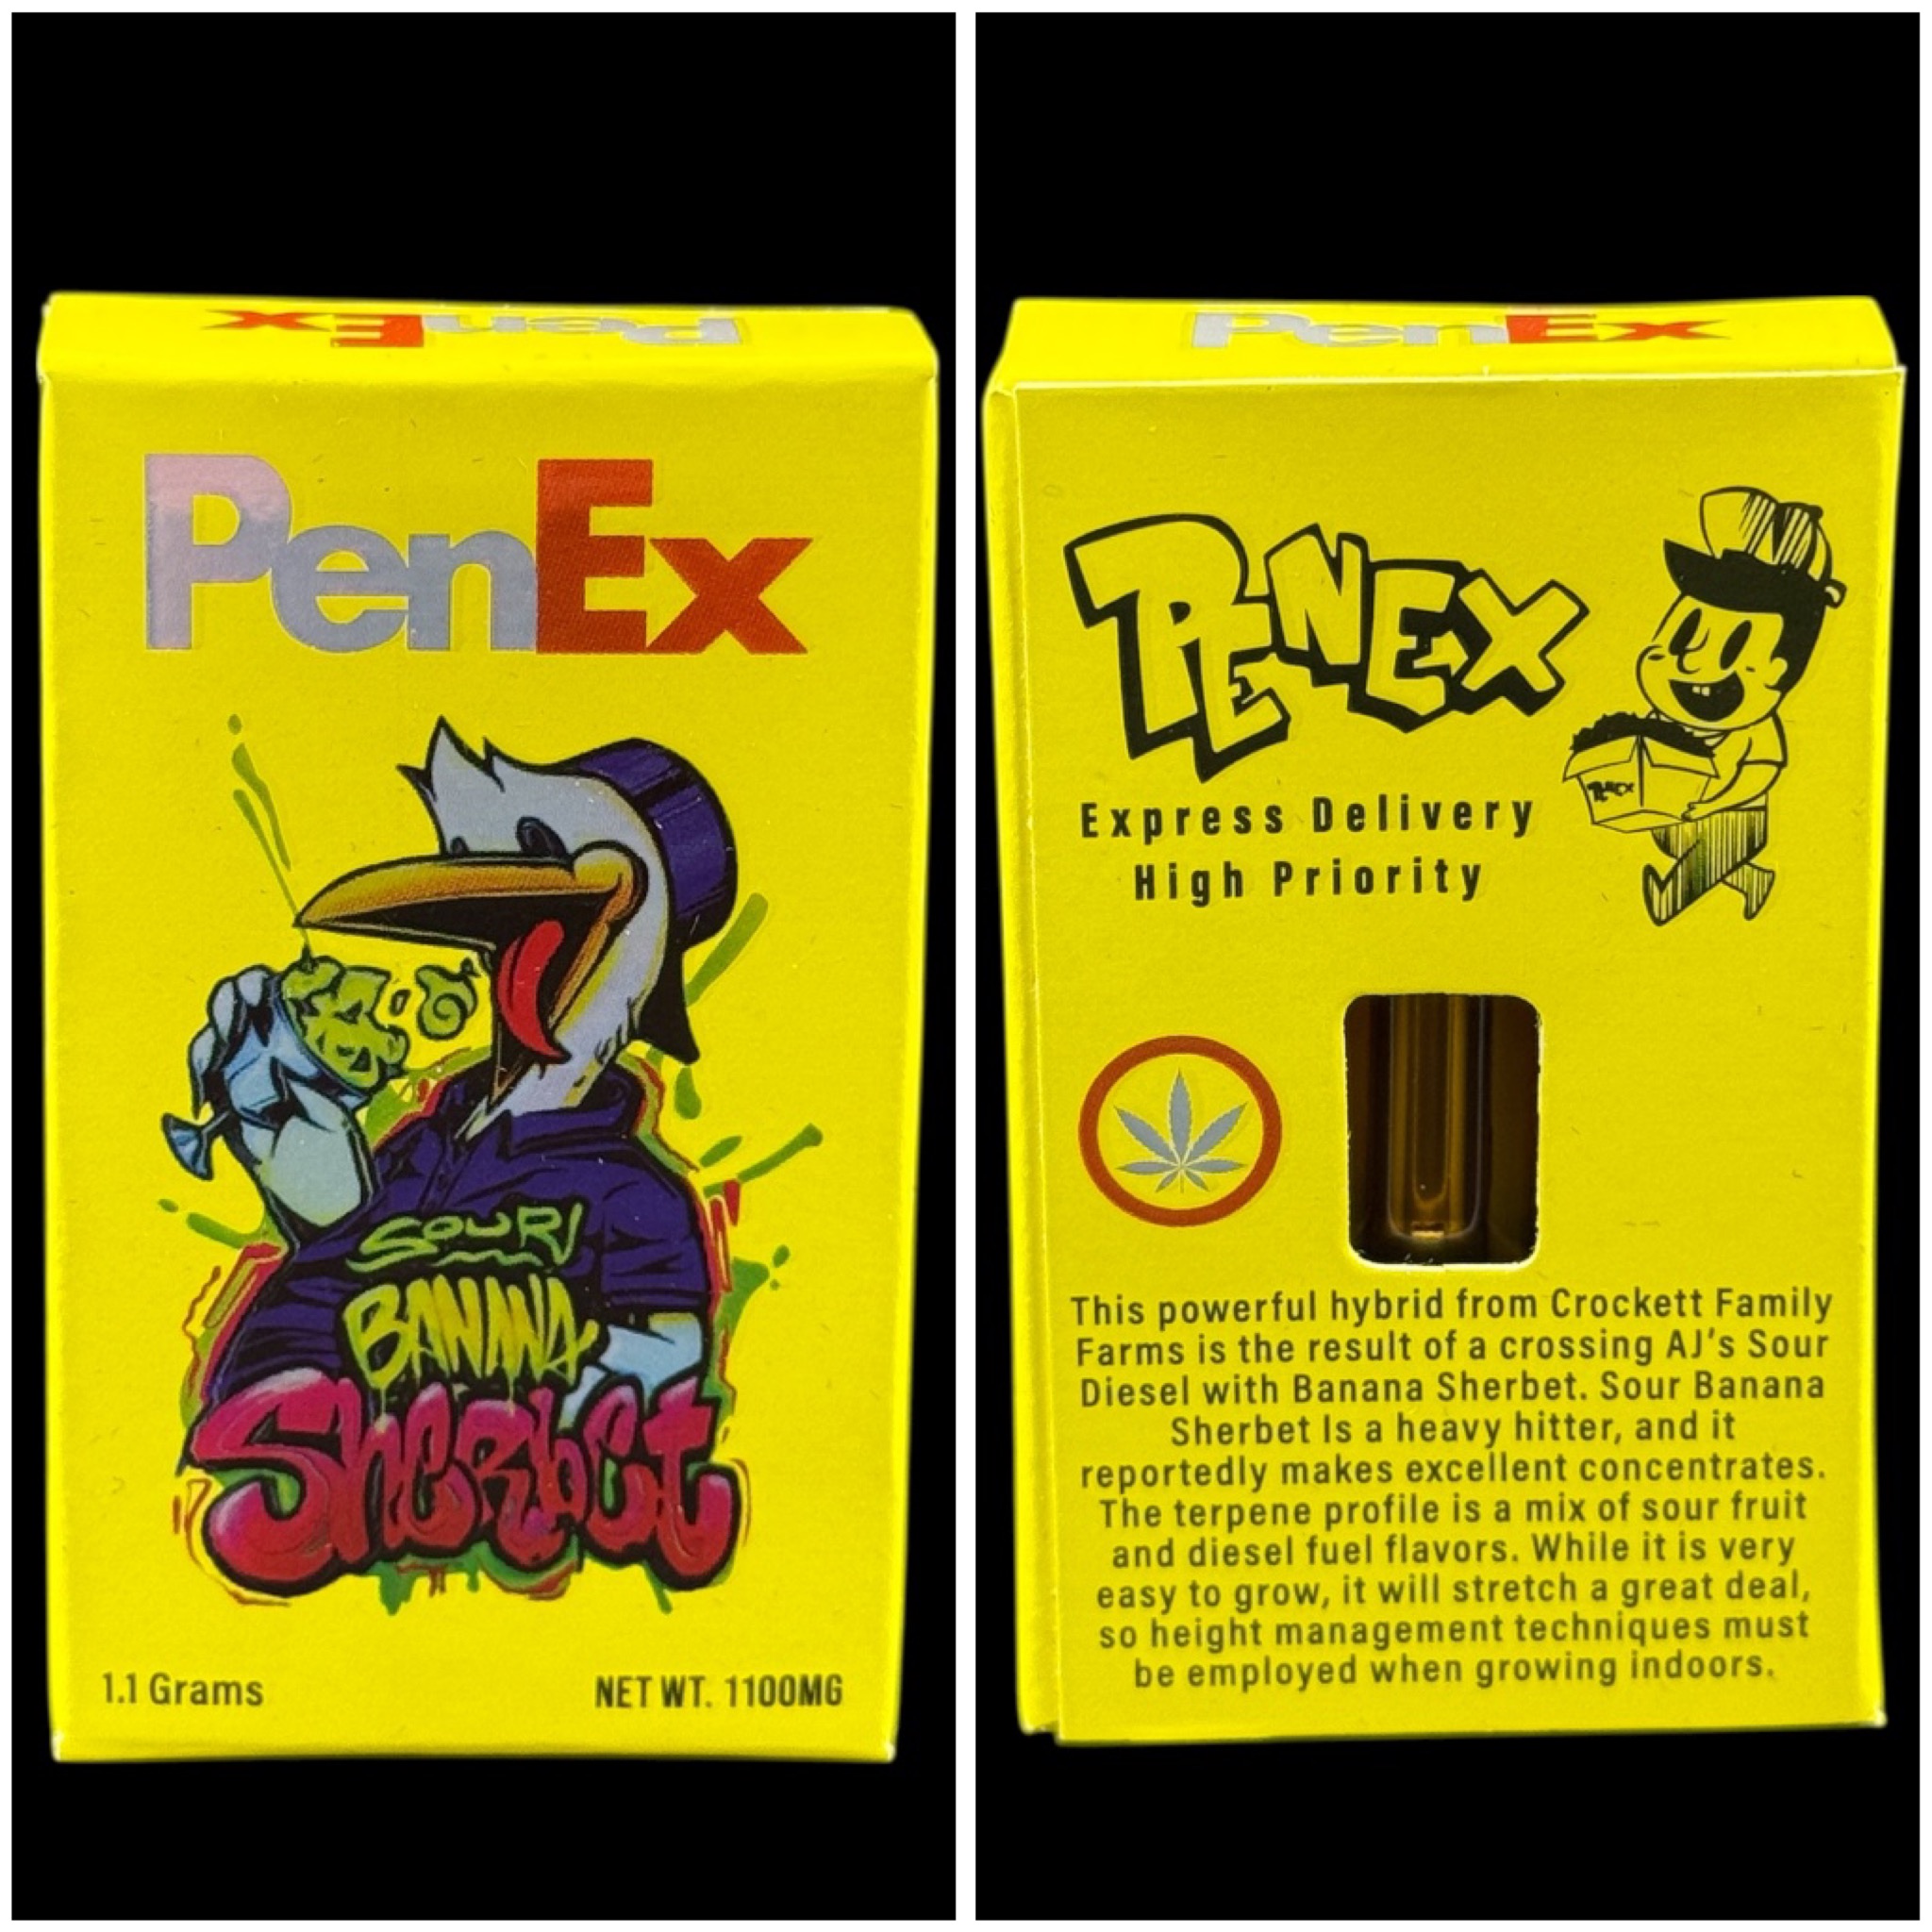 PenEx
PenEx
SOUR!
BANANA
Sherbet
1.1 Grams
NET WT. 1100MG
PenEx
PENEX
PENEX
Express Delivery
High Priority
This powerful hybrid from Crockett Family
Farms is the result of a crossing AJ's Sour
Diesel with Banana Sherbet. Sour Banana
Sherbet Is a heavy hitter, and it
reportedly makes excellent concentrates.
The terpene profile is a mix of sour fruit
and diesel fuel flavors. While it is very
easy to grow, it will stretch a great deal,
so height management techniques must
be employed when growing indoors.